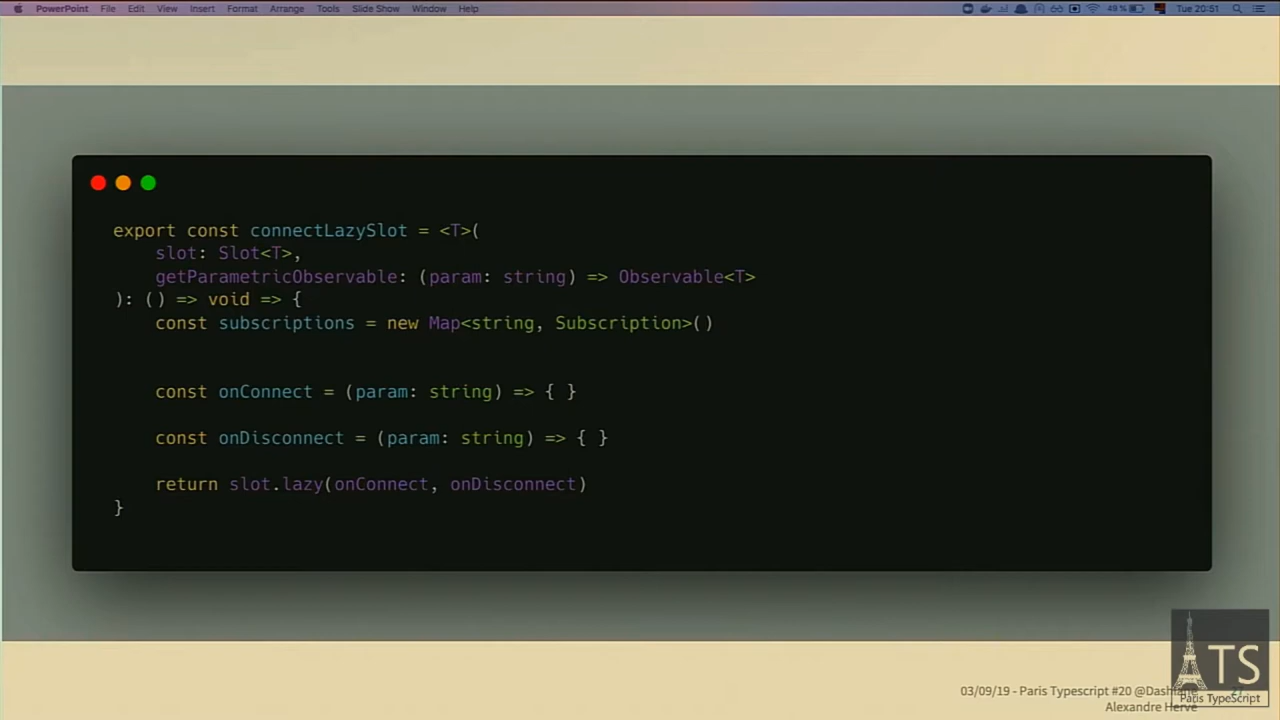 PowerPoint File Edit View Insert Format Arrange Tools Slide Show Window Help 49 % Tue 20:51
export const connectLazySlot = <T>(
slot: Slot<T>,
getParametricObservable: (param: string) => Observable<T>
): () => void => {
const subscriptions = new Map<string, Subscription>()
const onConnect = (param: string) => { }
const onDisconnect = (param: string) => { }
return slot.lazy(onConnect, onDisconnect)
}
TS
Paris TypeScript
03/09/19 - Paris Typescript #20
Alexandre Hervé